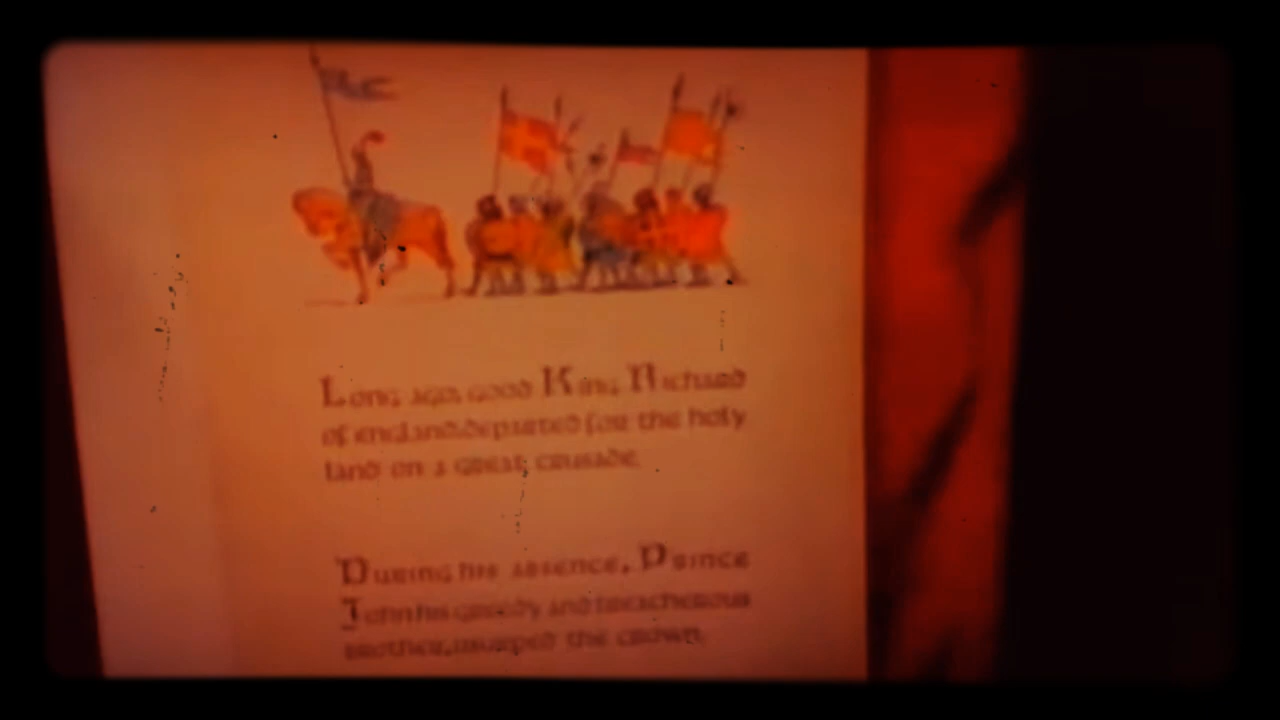 Long ago, good King Richard
of england, departed for the holy
land on a great crusade.
During his absence, Prince
John his greedy and treacherous
brother, usurped the crown.